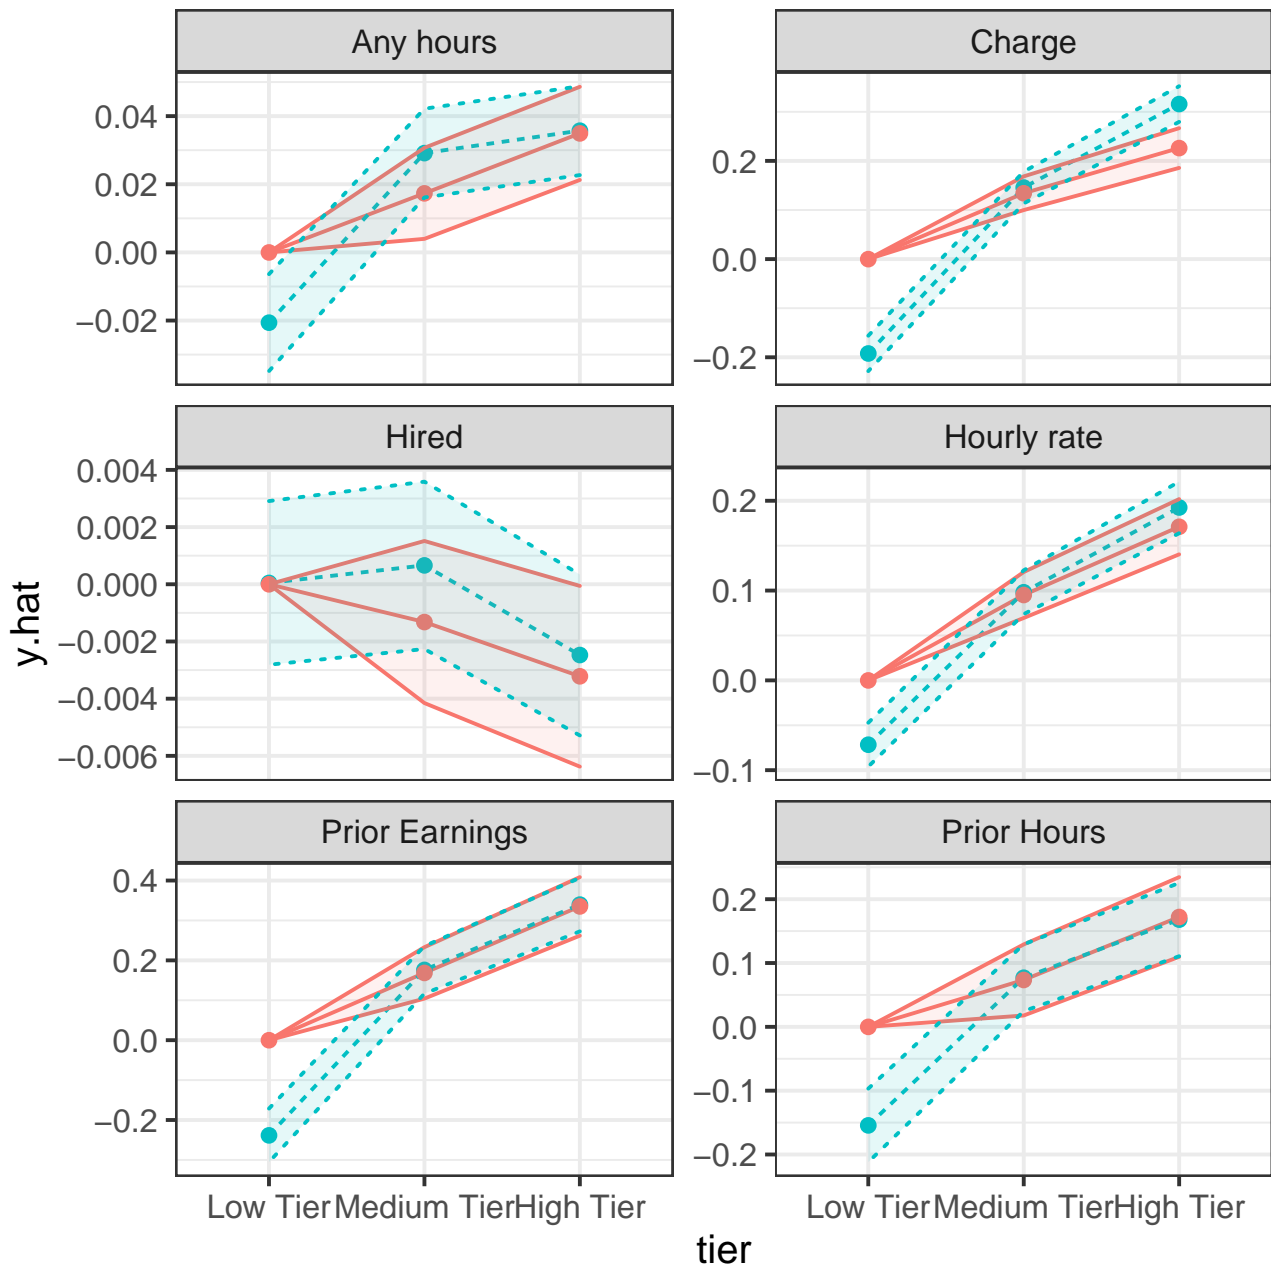 Any hours
Charge
0.04
0.02
0.00
−0.02
0.2
0.0
−0.2
Hired
Hourly rate
0.004
0.002
0.000
−0.002
−0.004
−0.006
0.2
0.1
0.0
−0.1
Prior Earnings
Prior Hours
0.4
0.2
0.0
−0.2
0.2
0.1
0.0
−0.1
−0.2
Low Tier Medium Tier High Tier
Low Tier Medium Tier High Tier
tier
y.hat